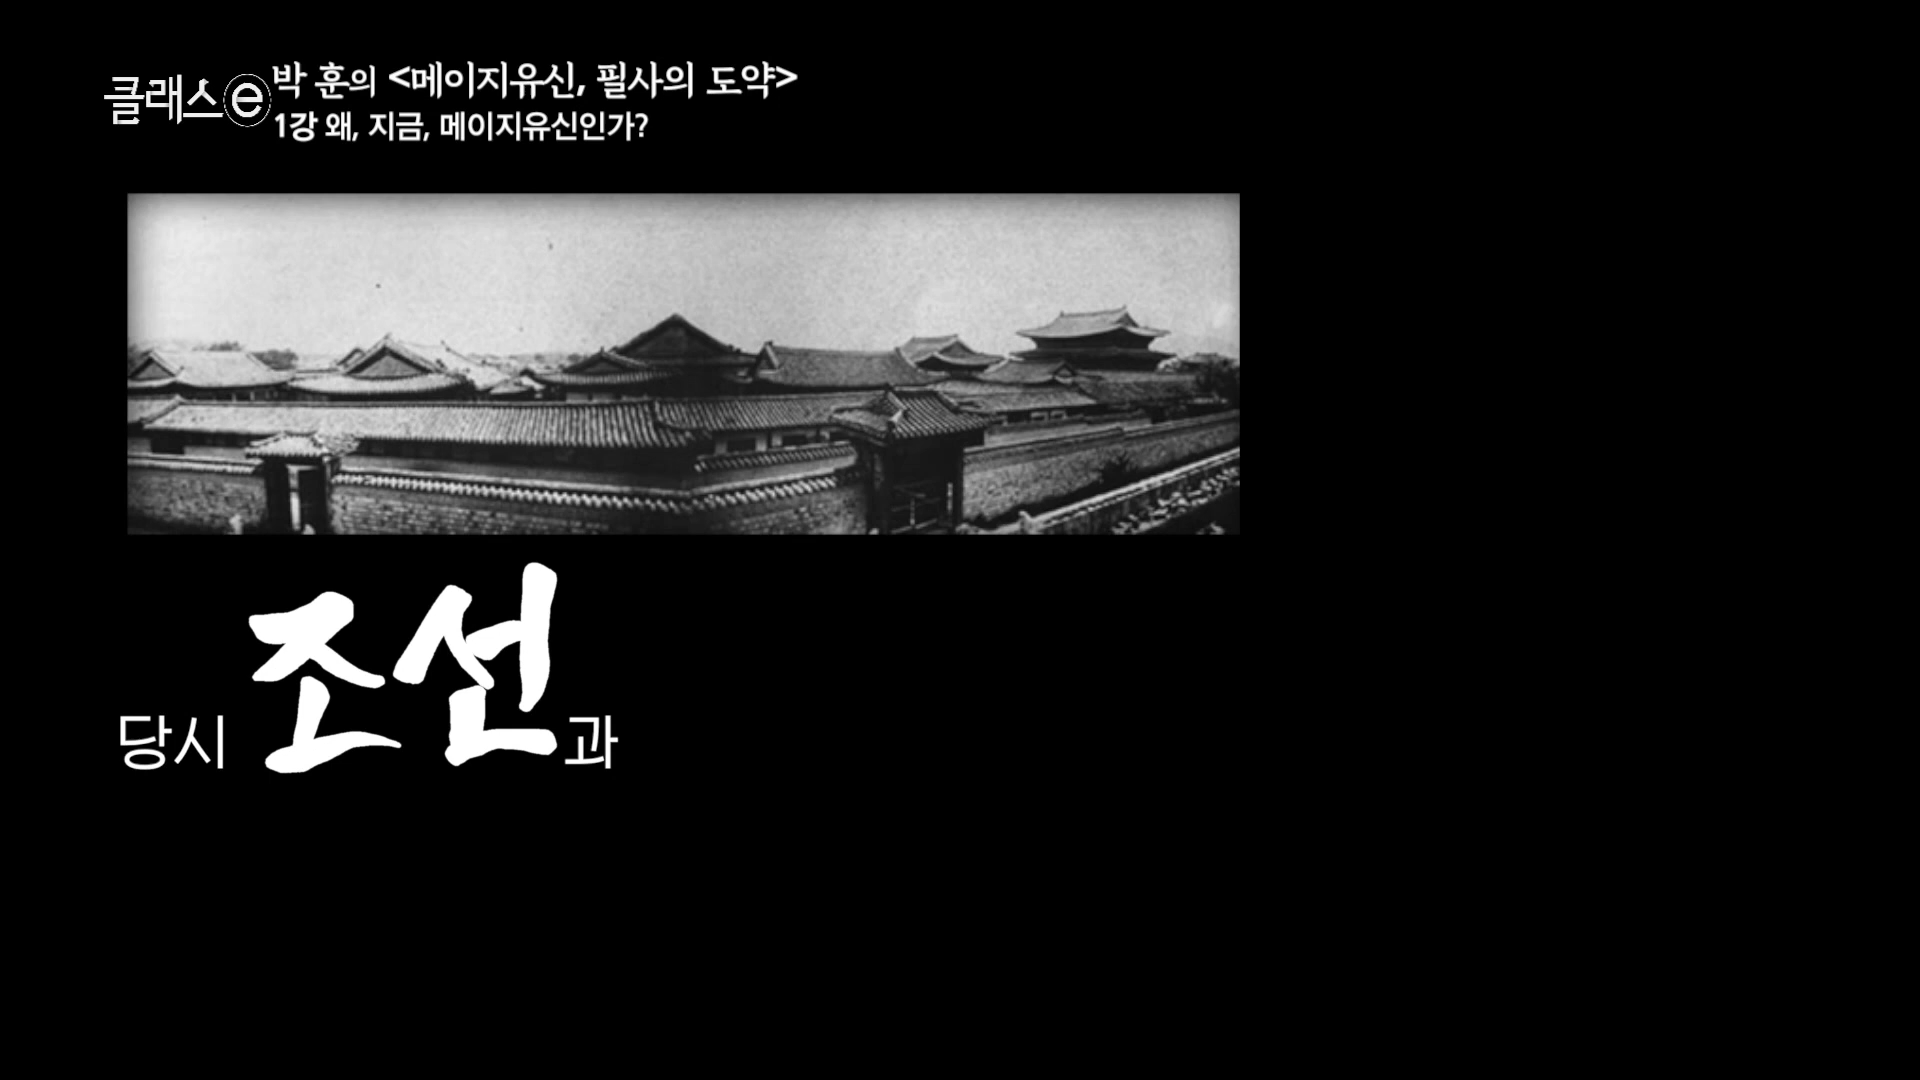 클래스ⓔ
박 훈의 <메이지유신, 필사의 도약>
1강 왜, 지금, 메이지유신인가?
당시 조선과